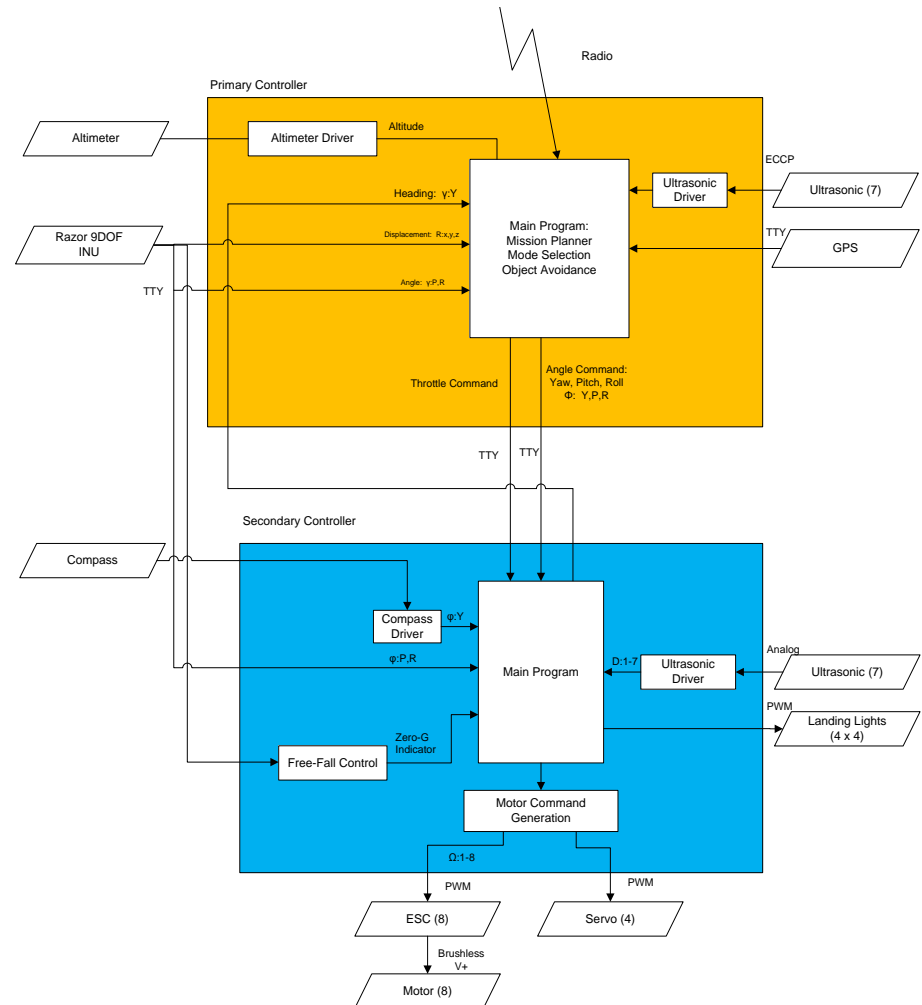 Radio
Primary Controller
Altimeter
Altimeter Driver
Altitude
ECCP
Ultrasonic
Driver
Ultrasonic (7)
Heading:  γ:Y
Razor 9DOF
INU
Displacement:  R:x,y,z
Main Program:
Mission Planner
Mode Selection
Object Avoidance
TTY
GPS
TTY
Angle:  γ:P,R
Throttle Command
Angle Command:
Yaw, Pitch, Roll
Φ:  Y,P,R
TTY
TTY
Secondary Controller
Compass
Compass
Driver
φ:Y
φ:P,R
Main Program
D:1-7
Ultrasonic
Driver
Analog
Ultrasonic (7)
PWM
Landing Lights
(4 x 4)
Zero-G
Indicator
Free-Fall Control
Motor Command
Generation
Ω:1-8
PWM
PWM
ESC (8)
Servo (4)
Brushless
V+
Motor (8)